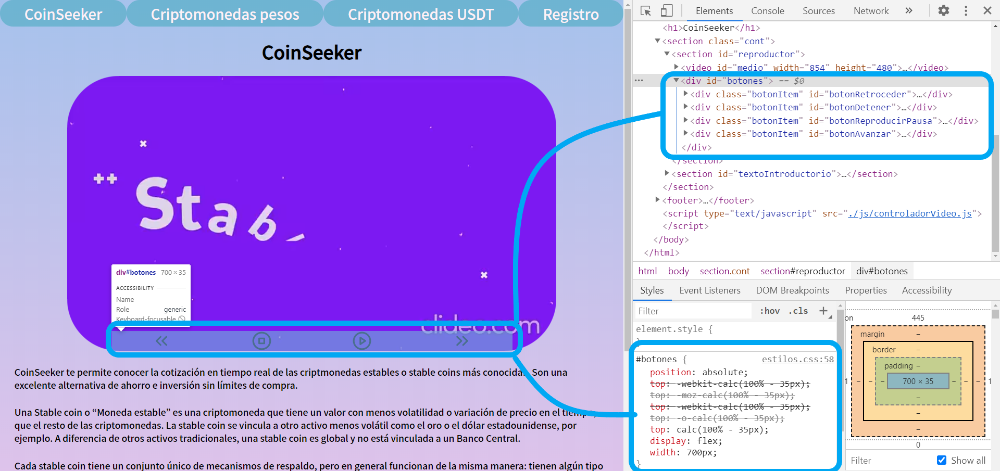 CoinSeeker
Criptomonedas pesos
Criptomonedas USDT
Registro
CoinSeeker
Stab
div#botones 700 × 35
ACCESSIBILITY
Name
Role generic
Keyboard-focusable
clideo.com
CoinSeeker te permite conocer la cotización en tiempo real de las criptmonedas estables o stable coins más conocidas. Son una
excelente alternativa de ahorro e inversión sin límites de compra.
Una Stable coin o “Moneda estable” es una criptomoneda que tiene un valor con menos volatilidad o variación de precio en el tiempo,
que el resto de las criptomonedas. La stable coin se vincula a otro activo menos volátil como el oro o el dólar estadounidense, por
ejemplo. A diferencia de otros activos tradicionales, una stable coin es global y no está vinculada a un Banco Central.
Cada stable coin tiene un conjunto único de mecanismos de respaldo, pero en general funcionan de la misma manera: tienen algún tipo
Elements Console Sources Network »
<h1>CoinSeeker</h1>
<section class="cont">
<section id="reproductor">
<video id="medio" width="854" height="480">…</video>
<div id="botones"> == $0
<div class="botonItem" id="botonRetroceder">…</div>
<div class="botonItem" id="botonDetener">…</div>
<div class="botonItem" id="botonReproducirPausa">…</div>
<div class="botonItem" id="botonAvanzar">…</div>
</div>
</section>
<section id="textoIntroductorio">…</section>
</section>
<footer>…</footer>
<script type="text/javascript" src="./js/controladorVideo.js">
</script>
</body>
</html>
html body section.cont section#reproductor div#botones
Styles Event Listeners DOM Breakpoints Properties Accessibility
Filter :hov .cls +
element.style {
}
#botones { estilos.css:58
position: absolute;
top: -webkit-calc(100% - 35px);
top: -moz-calc(100% - 35px);
top: -webkit-calc(100% - 35px);
top: -o-calc(100% - 35px);
top: calc(100% - 35px);
display: flex;
width: 700px;
}
on 445
margin –
border –
padding –
1 – – – 700 × 35 – – – 1
–
–
–
0
Filter Show all